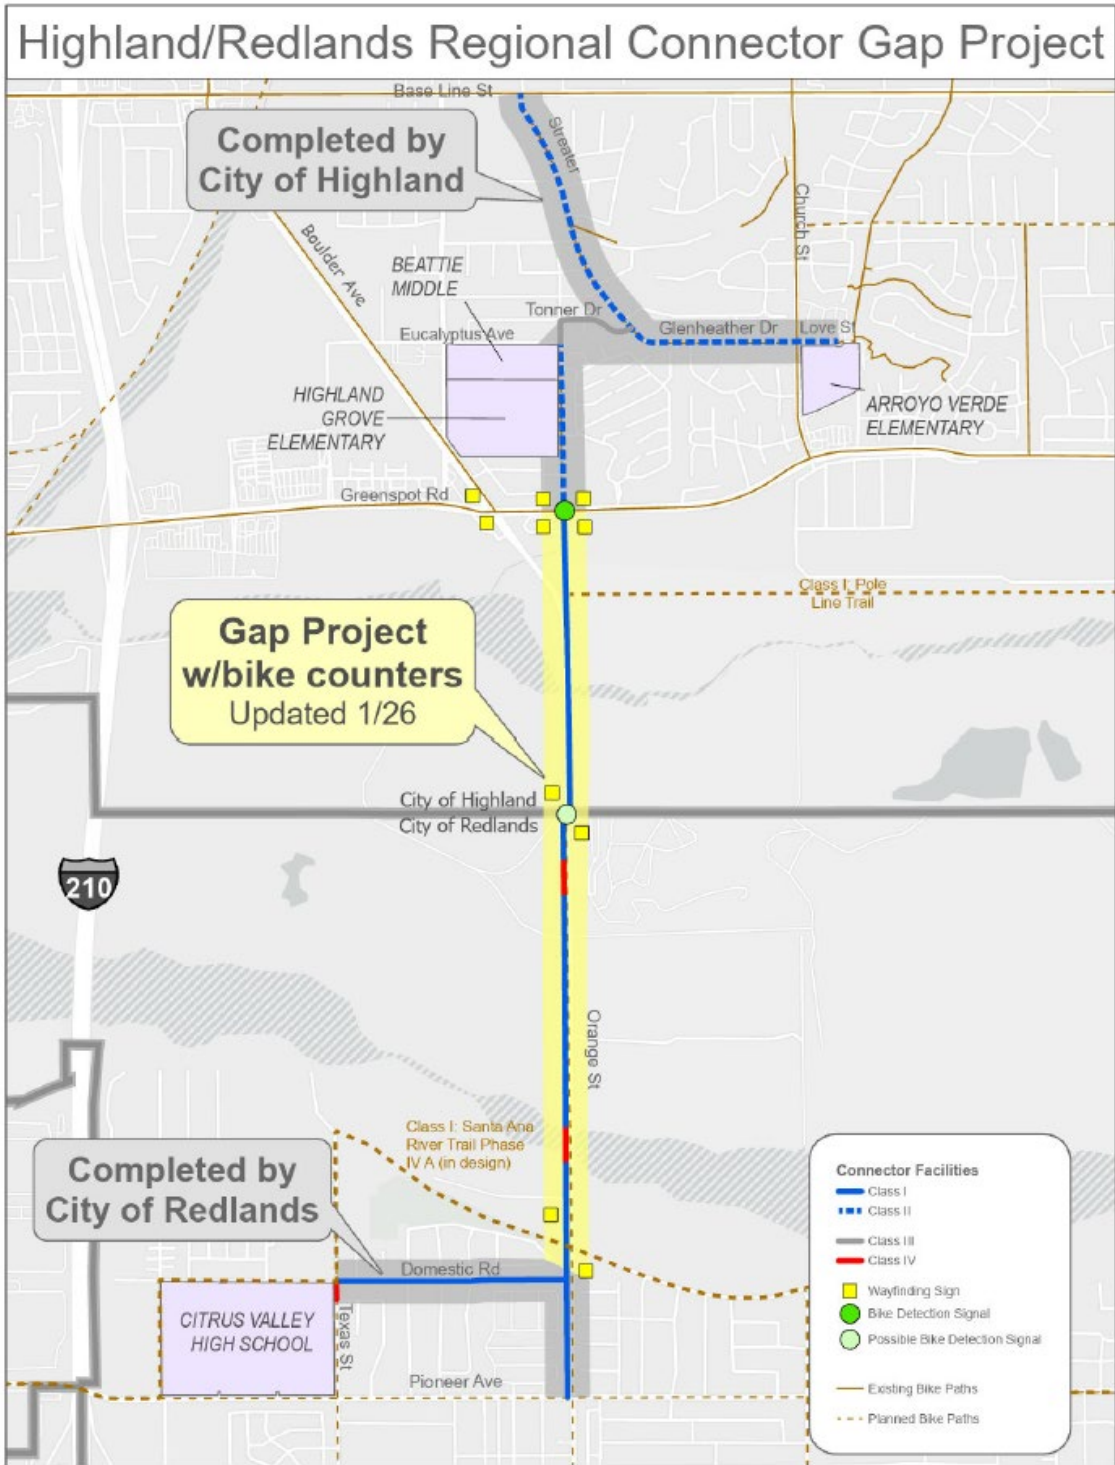 Highland/Redlands Regional Connector Gap Project
Base Line St
Completed by
City of Highland
Streater
Church St
Boulder Ave
BEATTIE
MIDDLE
Tonner Dr
Eucalyptus Ave
Glenheather Dr
Love St
HIGHLAND
GROVE
ELEMENTARY
ARROYO VERDE
ELEMENTARY
Greenspot Rd
Class I: Pole
Line Trail
Gap Project
w/bike counters
Updated 1/26
City of Highland
City of Redlands
210
Orange St
Class I: Santa Ana
River Trail Phase
IV A (in design)
Completed by
City of Redlands
Domestic Rd
CITRUS VALLEY
HIGH SCHOOL
Texas St
Pioneer Ave
Connector Facilities
Class I
Class II
Class III
Class IV
Wayfinding Sign
Bike Detection Signal
Possible Bike Detection Signal
Existing Bike Paths
Planned Bike Paths